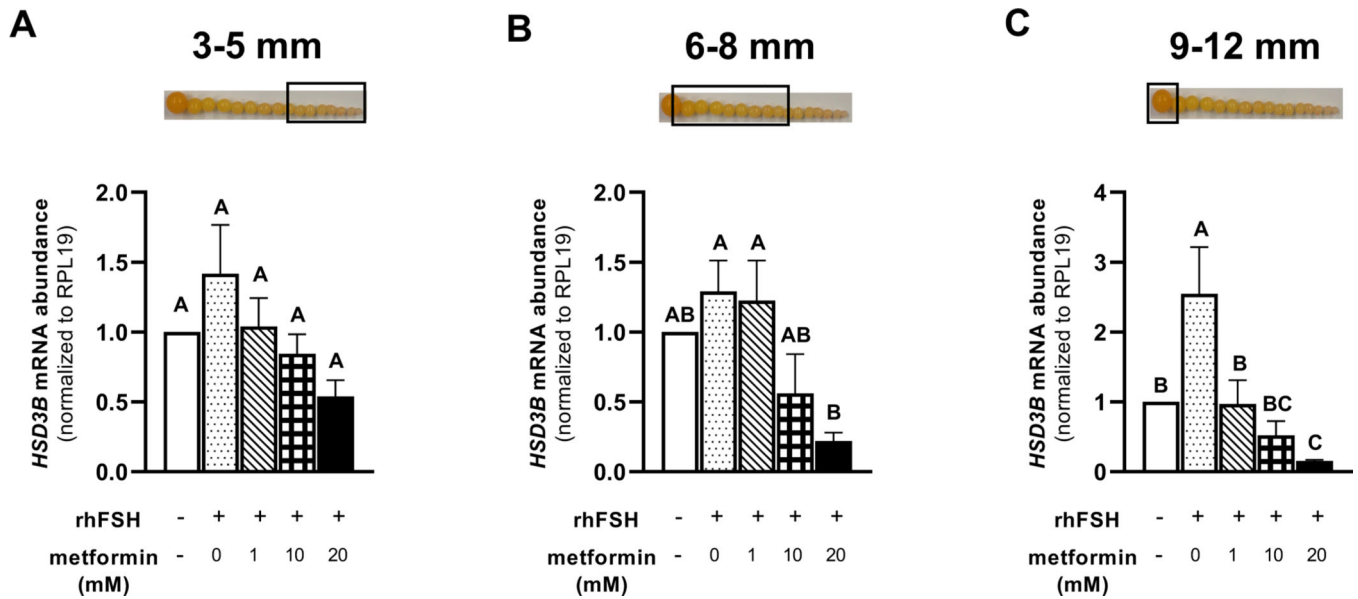 A
3-5 mm
HSD3B mRNA abundance
(normalized to RPL19)
2.0
1.5
1.0
0.5
0.0
A
A
A
A
A
rhFSH - + + + +
metformin - 0 1 10 20
(mM)
B
6-8 mm
HSD3B mRNA abundance
(normalized to RPL19)
2.0
1.5
1.0
0.5
0.0
AB
A
A
AB
B
rhFSH - + + + +
metformin - 0 1 10 20
(mM)
C
9-12 mm
HSD3B mRNA abundance
(normalized to RPL19)
4
3
2
1
0
B
A
B
BC
C
rhFSH - + + + +
metformin - 0 1 10 20
(mM)